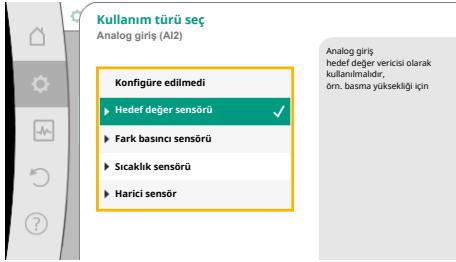 Kullanım türü seç
Analog giriş (AI2)
Konfigüre edilmedi
Hedef değer sensörü
Fark basıncı sensörü
Sıcaklık sensörü
Harici sensör
Analog giriş
hedef değer vericisi olarak
kullanılmalıdır,
örn. basma yüksekliği için